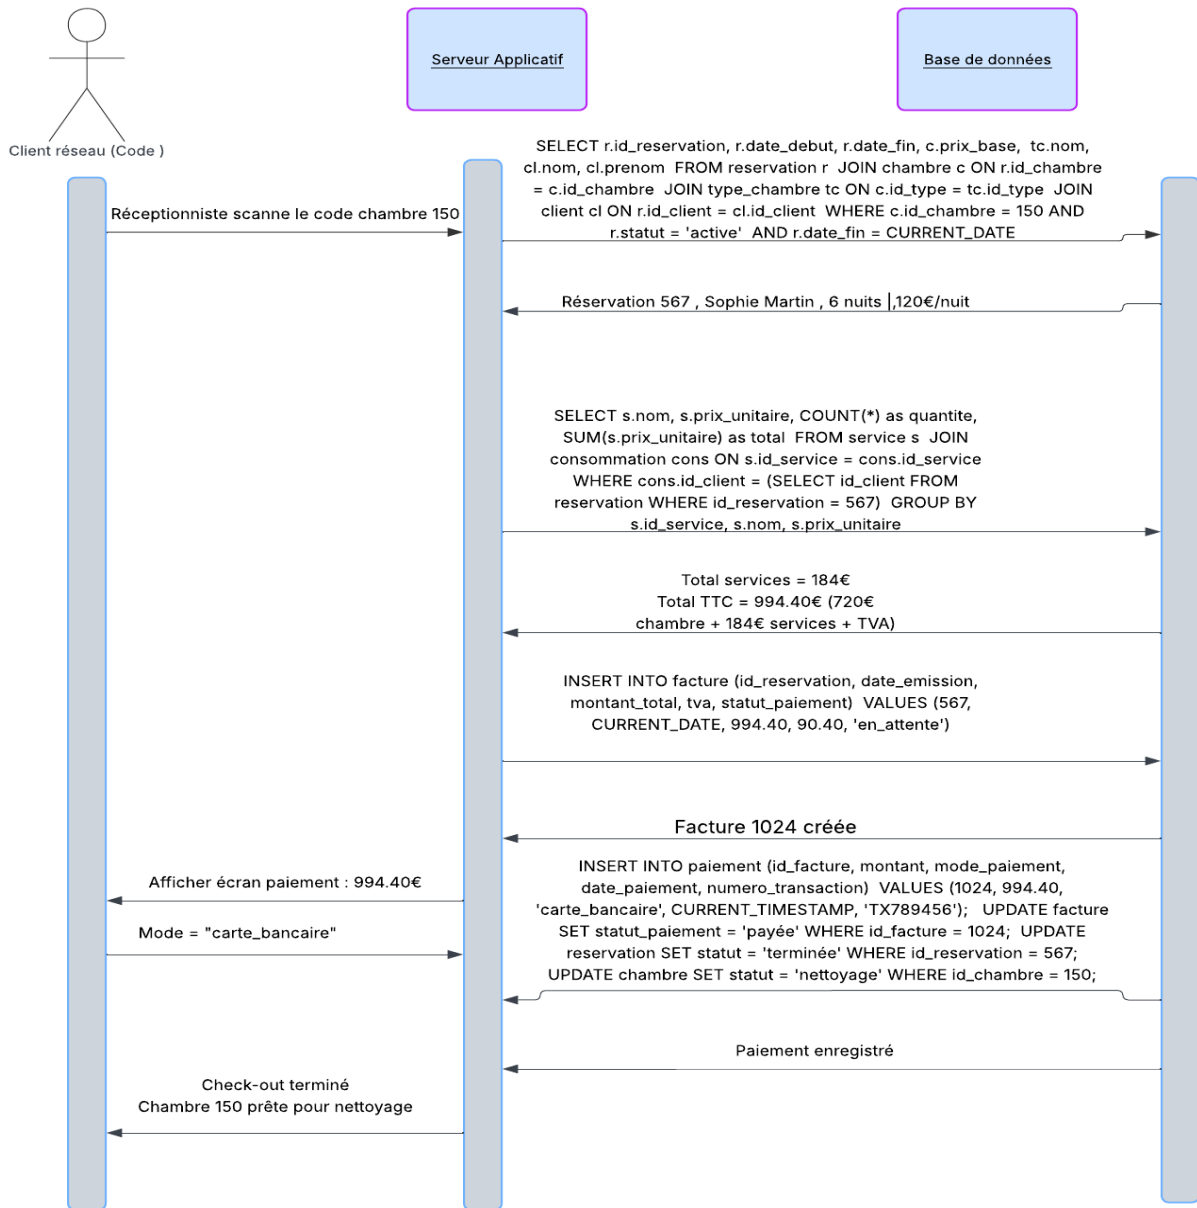 Serveur Applicatif
Base de données
Client réseau (Code )
SELECT r.id_reservation, r.date_debut, r.date_fin, c.prix_base,  tc.nom,
cl.nom, cl.prenom  FROM reservation r  JOIN chambre c ON r.id_chambre
= c.id_chambre  JOIN type_chambre tc ON c.id_type = tc.id_type  JOIN
client cl ON r.id_client = cl.id_client  WHERE c.id_chambre = 150 AND
r.statut = 'active'  AND r.date_fin = CURRENT_DATE
Réceptionniste scanne le code chambre 150
Réservation 567 , Sophie Martin , 6 nuits |,120€/nuit
SELECT s.nom, s.prix_unitaire, COUNT(*) as quantite,
SUM(s.prix_unitaire) as total  FROM service s  JOIN
consommation cons ON s.id_service = cons.id_service
WHERE cons.id_client = (SELECT id_client FROM
reservation WHERE id_reservation = 567)  GROUP BY
s.id_service, s.nom, s.prix_unitaire
Total services = 184€
Total TTC = 994.40€ (720€
chambre + 184€ services + TVA)
INSERT INTO facture (id_reservation, date_emission,
montant_total, tva, statut_paiement)  VALUES (567,
CURRENT_DATE, 994.40, 90.40, 'en_attente')
Facture 1024 créée
Afficher écran paiement : 994.40€
Mode = "carte_bancaire"
INSERT INTO paiement (id_facture, montant, mode_paiement,
date_paiement, numero_transaction)  VALUES (1024, 994.40,
'carte_bancaire', CURRENT_TIMESTAMP, 'TX789456');   UPDATE facture
SET statut_paiement = 'payée' WHERE id_facture = 1024;  UPDATE
reservation SET statut = 'terminée' WHERE id_reservation = 567;
UPDATE chambre SET statut = 'nettoyage' WHERE id_chambre = 150;
Paiement enregistré
Check-out terminé
Chambre 150 prête pour nettoyage